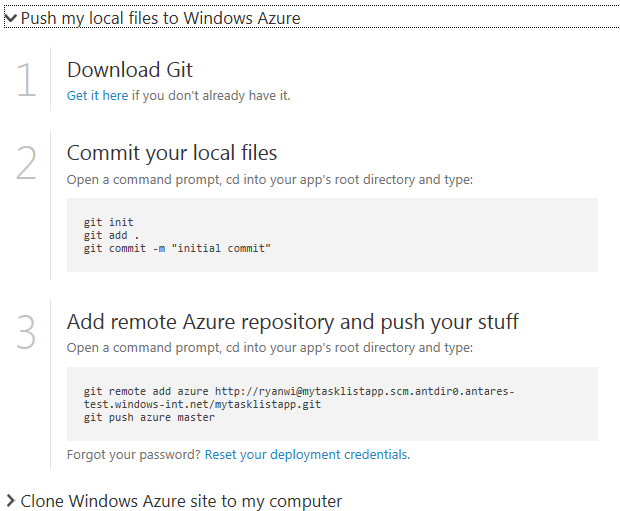 Push my local files to Windows Azure
1
Download Git
Get it here if you don't already have it.
2
Commit your local files
Open a command prompt, cd into your app's root directory and type:
git init
git add .
git commit -m "initial commit"
3
Add remote Azure repository and push your stuff
Open a command prompt, cd into your app's root directory and type:
git remote add azure http://ryanwi@mytasklistapp.scm.antdir0.antares-
test.windows-int.net/mytasklistapp.git
git push azure master
Forgot your password? Reset your deployment credentials.
Clone Windows Azure site to my computer